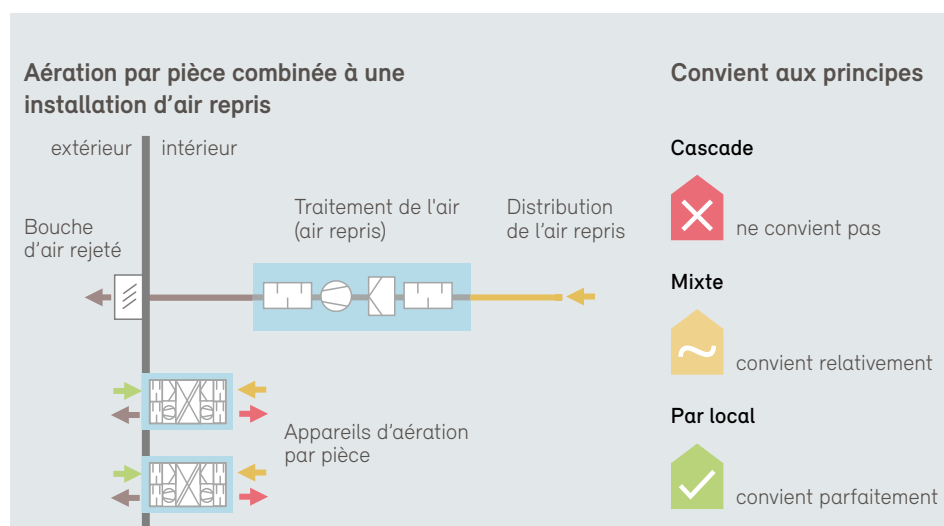 Aération par pièce combinée à une
installation d’air repris
extérieur
intérieur
Bouche
d’air rejeté
Traitement de l'air
(air repris)
Distribution
de l’air repris
Appareils d’aération
par pièce
Convient aux principes
Cascade
ne convient pas
Mixte
convient relativement
Par local
convient parfaitement